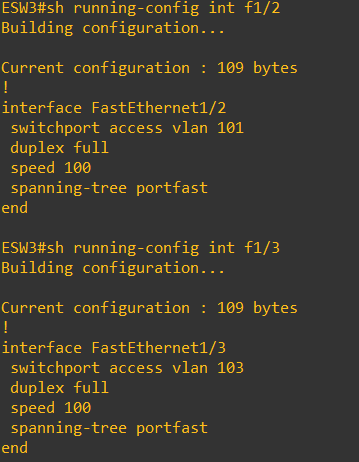 ESW3#sh running-config int f1/2
Building configuration...

Current configuration : 109 bytes
!
interface FastEthernet1/2
 switchport access vlan 101
 duplex full
 speed 100
 spanning-tree portfast
end

ESW3#sh running-config int f1/3
Building configuration...

Current configuration : 109 bytes
!
interface FastEthernet1/3
 switchport access vlan 103
 duplex full
 speed 100
 spanning-tree portfast
end